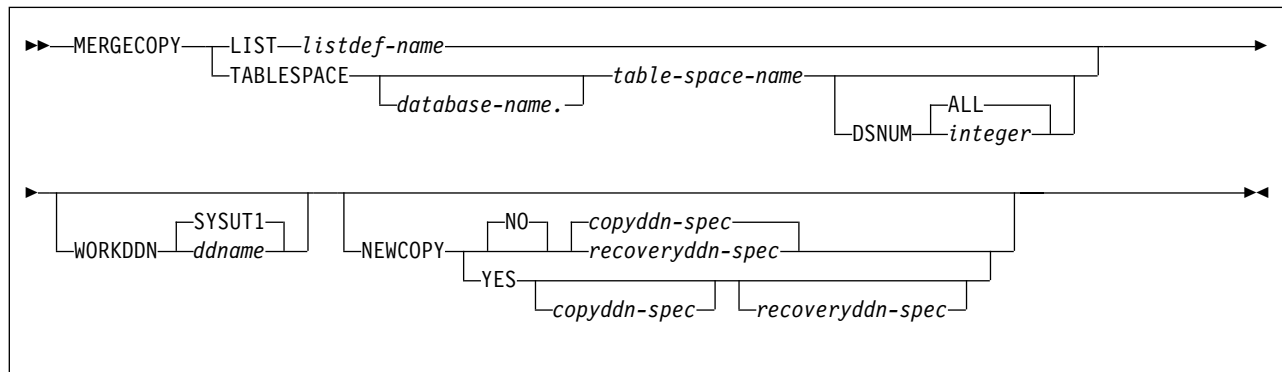 MERGECOPY LIST listdef-name
TABLESPACE table-space-name
database-name.
ALL
DSNUM integer
SYSUT1 NO copyddn-spec
WORKDDN ddname NEWCOPY recoveryddn-spec
YES
copyddn-spec recoveryddn-spec